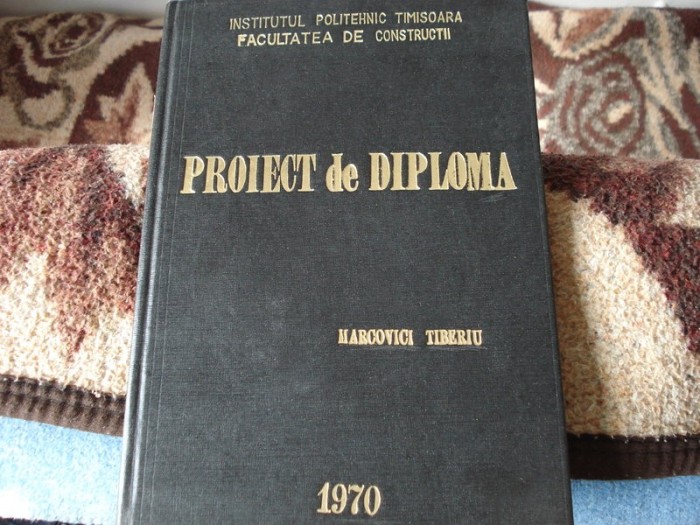 INSTITUTUL POLITEHNIC TIMISOARA
FACULTATEA DE CONSTRUCTII
PROIECT de DIPLOMA
MARCOVICI TIBERIU
1970